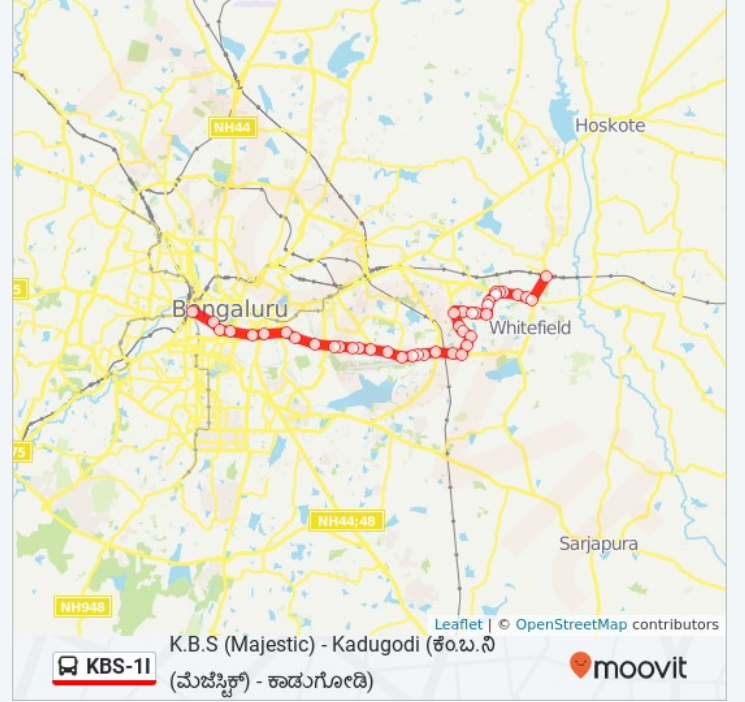 Hoskote
NH44
5
Bengaluru
Whitefield
75
NH44;48
Sarjapura
NH948
Leaflet | © OpenStreetMap contributors
KBS-1I
K.B.S (Majestic) - Kadugodi (ಕೆಂ.ಬ.ನಿ
(ಮೆಜೆಸ್ಟಿಕ್) - ಕಾಡುಗೋಡಿ)
moovit